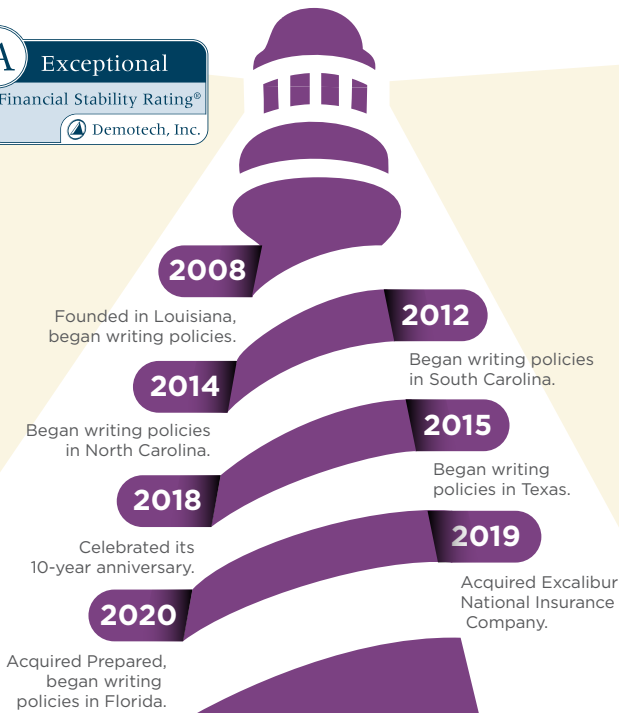 A Exceptional
Financial Stability Rating®
Demotech, Inc.
2008
Founded in Louisiana,
began writing policies.
2012
Began writing policies
in South Carolina.
2014
Began writing policies
in North Carolina.
2015
Began writing
policies in Texas.
2018
Celebrated its
10-year anniversary.
2019
Acquired Excalibur
National Insurance
Company.
2020
Acquired Prepared,
began writing
policies in Florida.